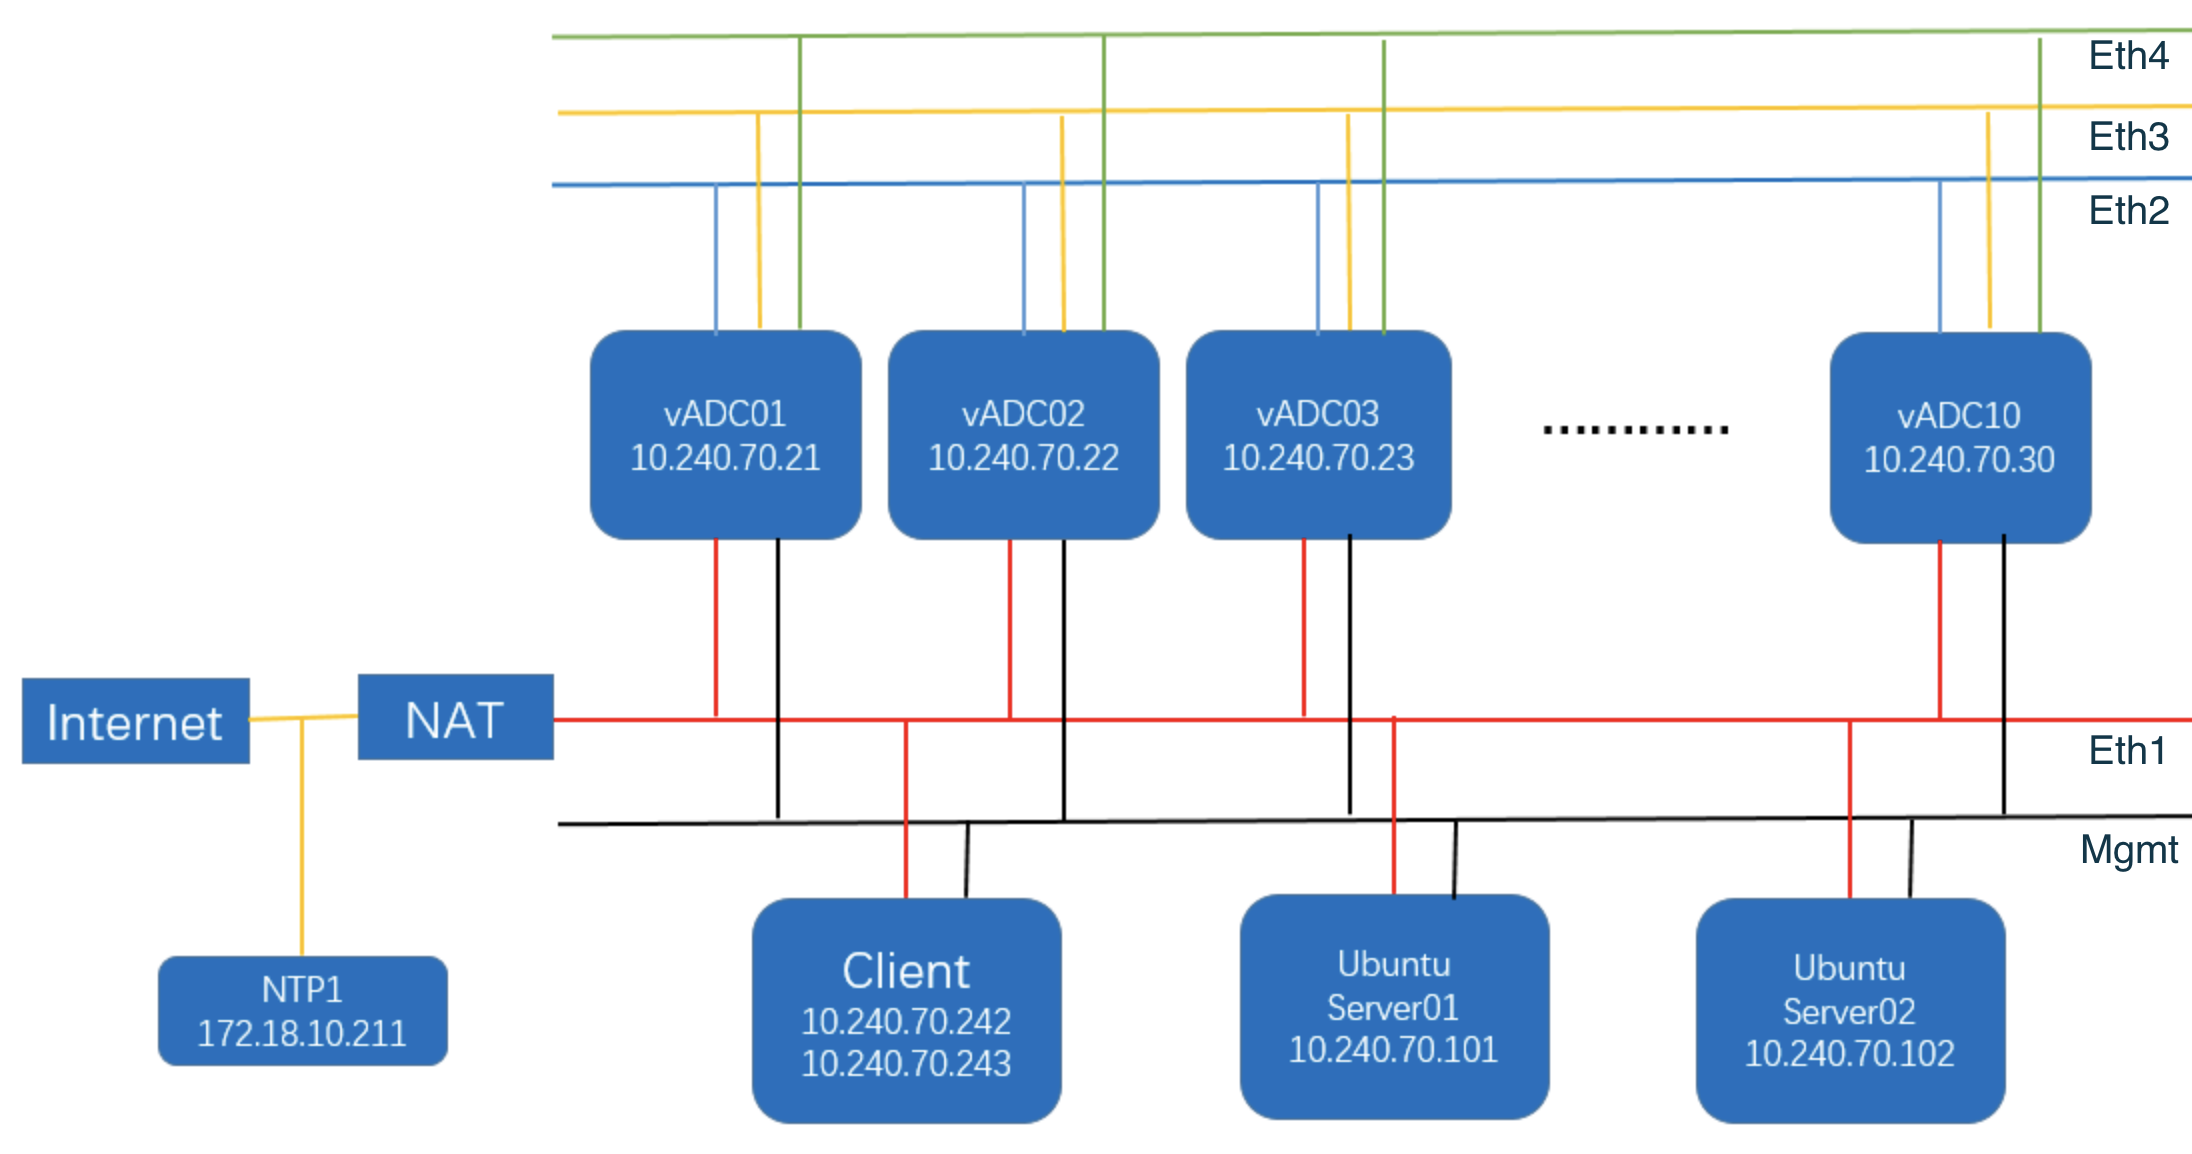 Eth4
Eth3
Eth2
vADC01
10.240.70.21
vADC02
10.240.70.22
vADC03
10.240.70.23
vADC10
10.240.70.30
Internet
NAT
Eth1
Mgmt
NTP1
172.18.10.211
Client
10.240.70.242
10.240.70.243
Ubuntu
Server01
10.240.70.101
Ubuntu
Server02
10.240.70.102